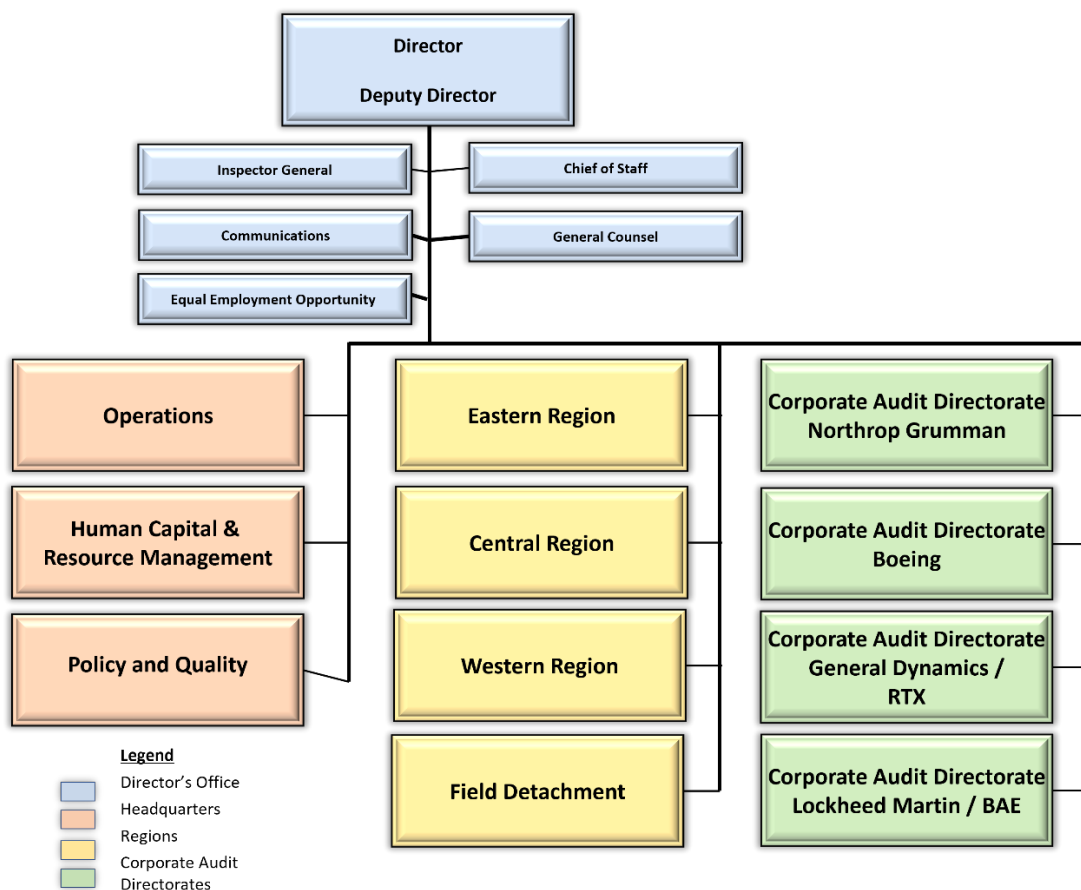 Director
Deputy Director
Inspector General
Chief of Staff
Communications
General Counsel
Equal Employment Opportunity
Operations
Human Capital &
Resource Management
Policy and Quality
Eastern Region
Central Region
Western Region
Field Detachment
Corporate Audit Directorate
Northrop Grumman
Corporate Audit Directorate
Boeing
Corporate Audit Directorate
General Dynamics /
RTX
Corporate Audit Directorate
Lockheed Martin / BAE
Legend
Director’s Office
Headquarters
Regions
Corporate Audit
Directorates